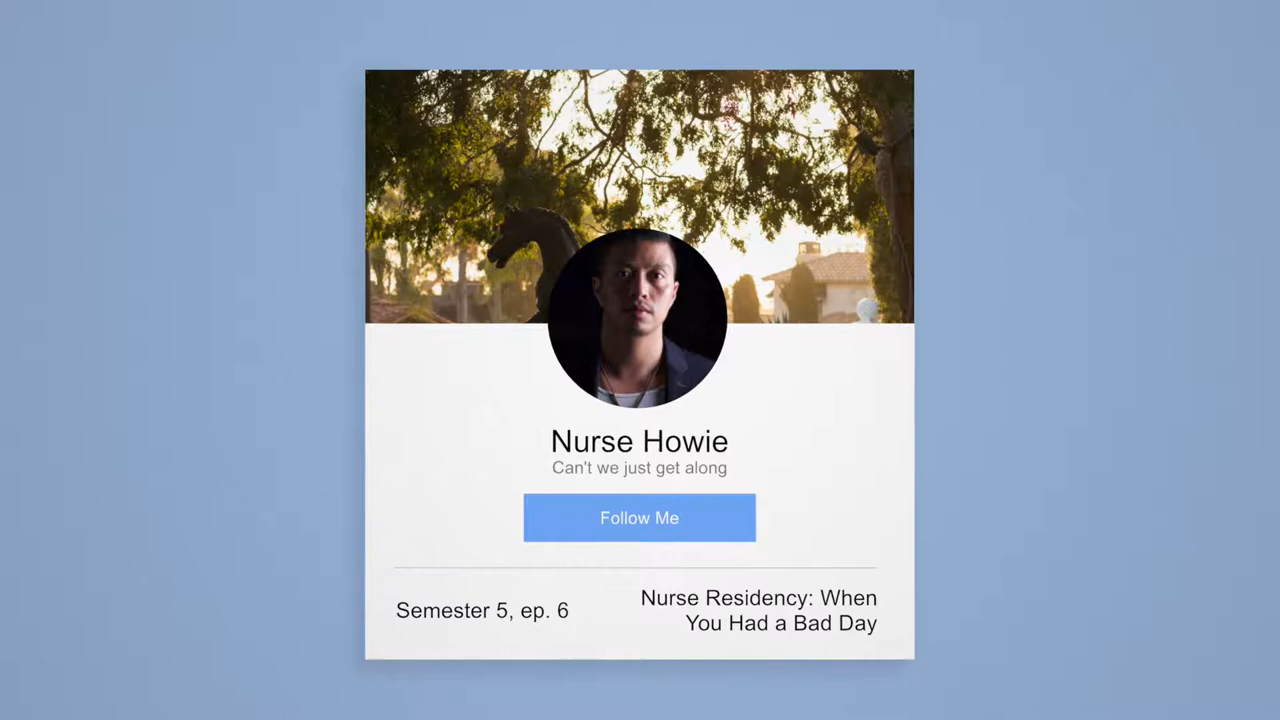 Nurse Howie
Can't we just get along
Follow Me
Semester 5, ep. 6
Nurse Residency: When
You Had a Bad Day